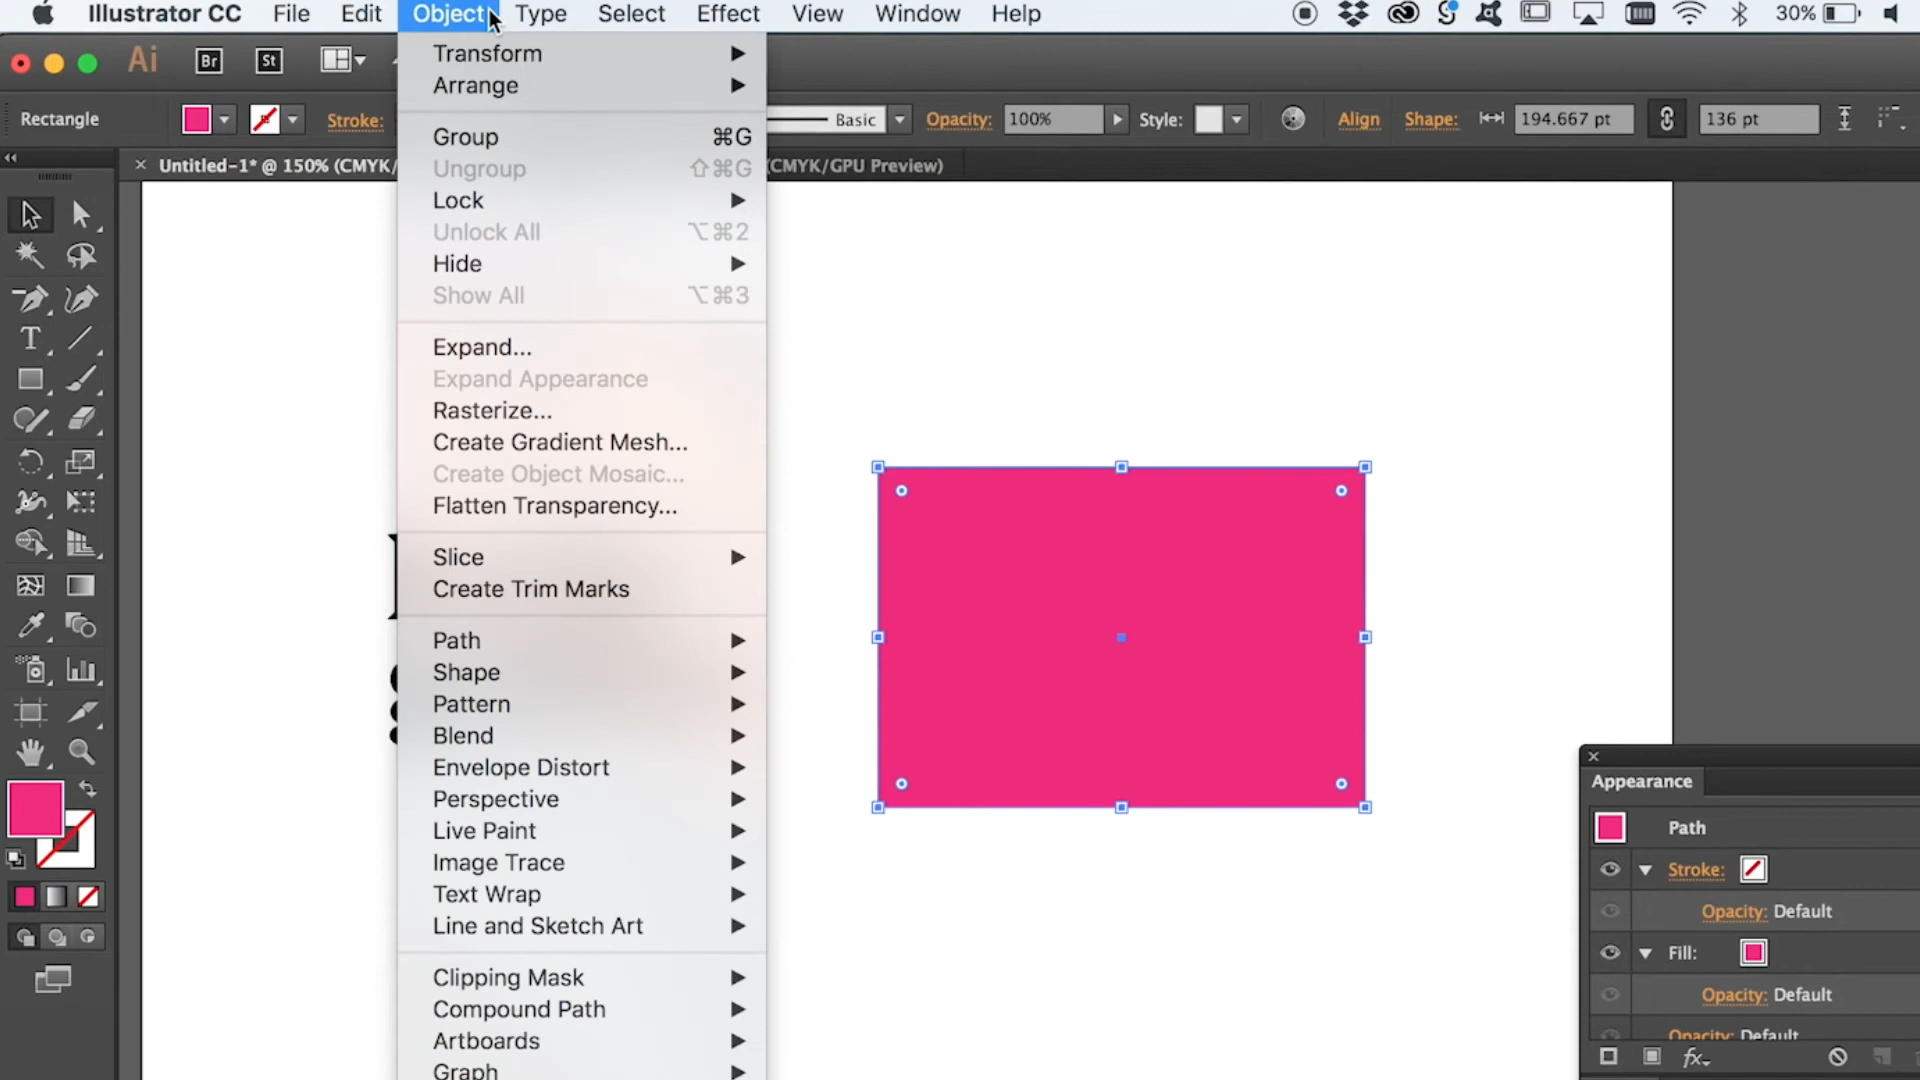 Illustrator CC File Edit Object Type Select Effect View Window Help 30%
Ai Br St
Rectangle Stroke: Basic Opacity: 100% Style: Align Shape: 194.667 pt 136 pt
× Untitled-1* @ 150% (CMYK/ (CMYK/GPU Preview)
Transform
Arrange
Group ⌘G
Ungroup ⇧⌘G
Lock
Unlock All ⌥⌘2
Hide
Show All ⌥⌘3
Expand...
Expand Appearance
Rasterize...
Create Gradient Mesh...
Create Object Mosaic...
Flatten Transparency...
Slice
Create Trim Marks
Path
Shape
Pattern
Blend
Envelope Distort
Perspective
Live Paint
Image Trace
Text Wrap
Line and Sketch Art
Clipping Mask
Compound Path
Artboards
Graph
Appearance
Path
Stroke:
Opacity: Default
Fill:
Opacity: Default
Opacity: Default
fx